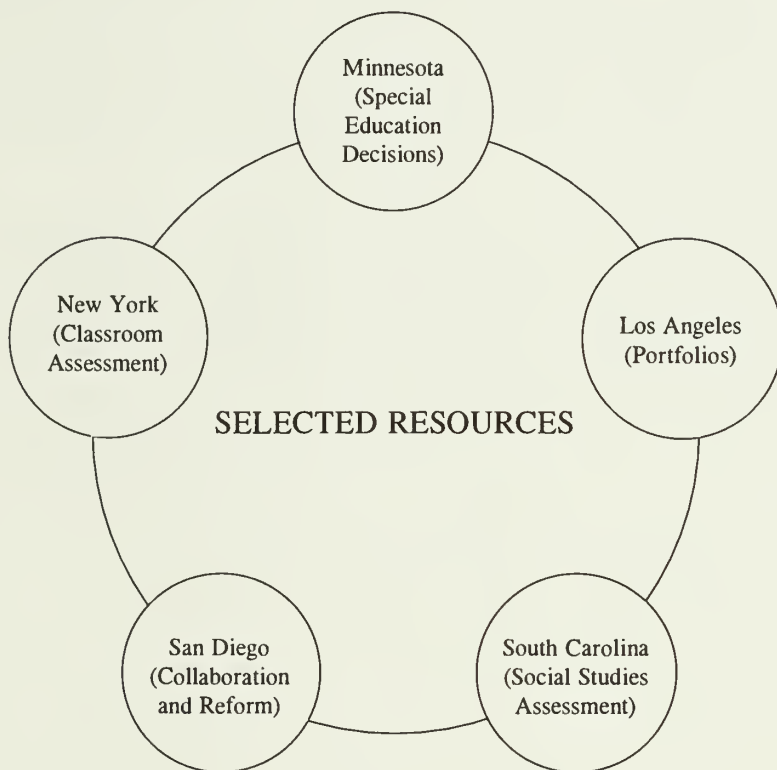 Minnesota
(Special
Education
Decisions)
New York
(Classroom
Assessment)
Los Angeles
(Portfolios)
SELECTED RESOURCES
San Diego
(Collaboration
and Reform)
South Carolina
(Social Studies
Assessment)